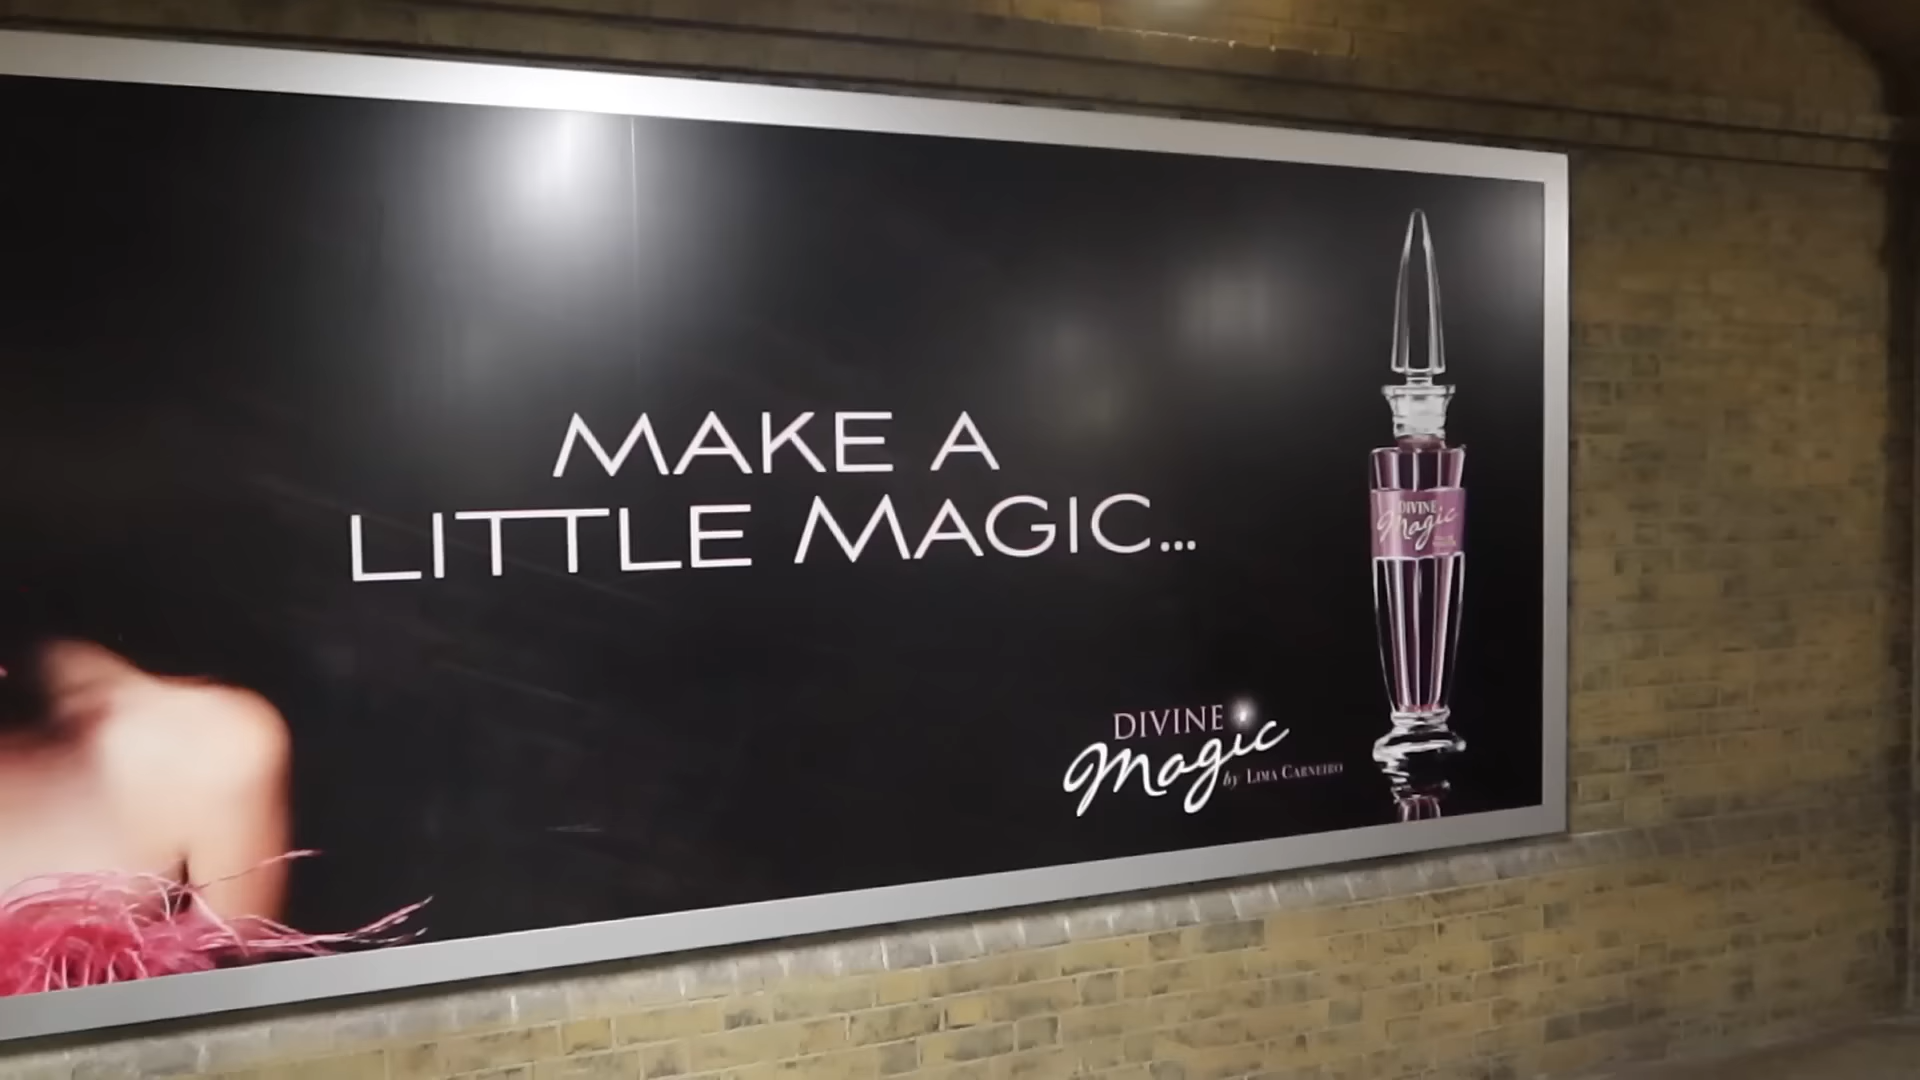 MAKE A
LITTLE MAGIC...
DIVINE
Magic
by LIMA CARNEIRO
DIVINE
Magic